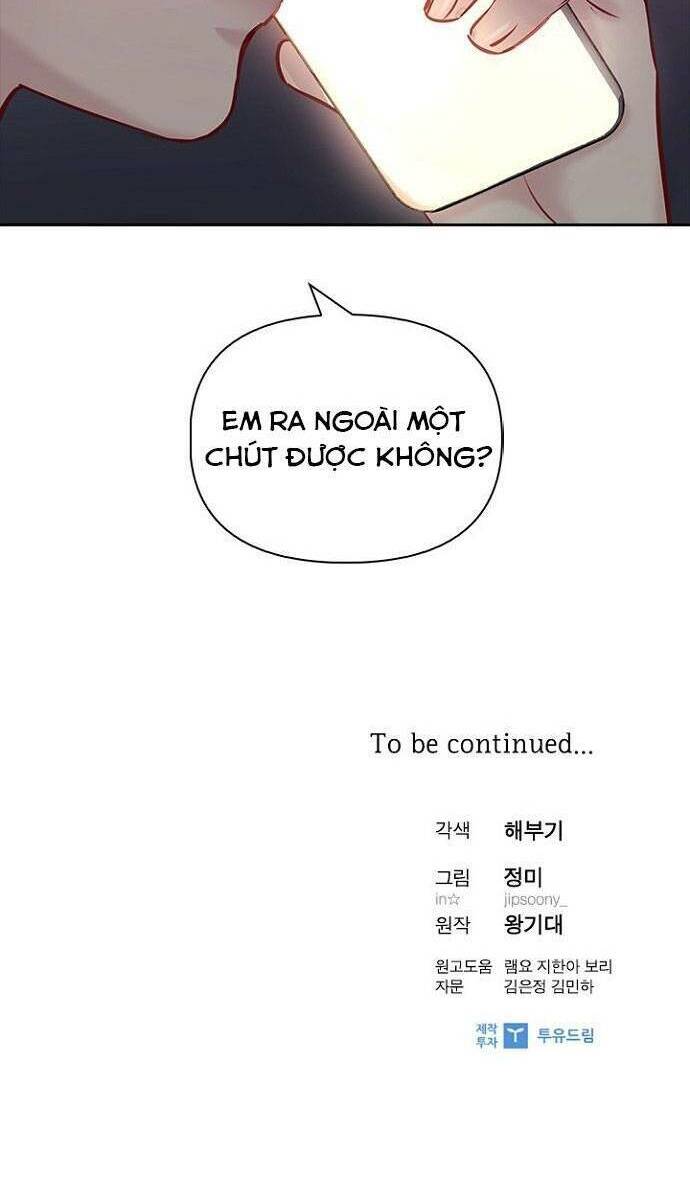 EM RA NGOÀI MỘT
CHÚT ĐƯỢC KHÔNG?
To be continued...
각색 해부기
그림 정미
in☆ jipsoony_
원작 왕기대
원고도움 램요 지한아 보리
자문 김은정 김민하
제작
투자 투유드림